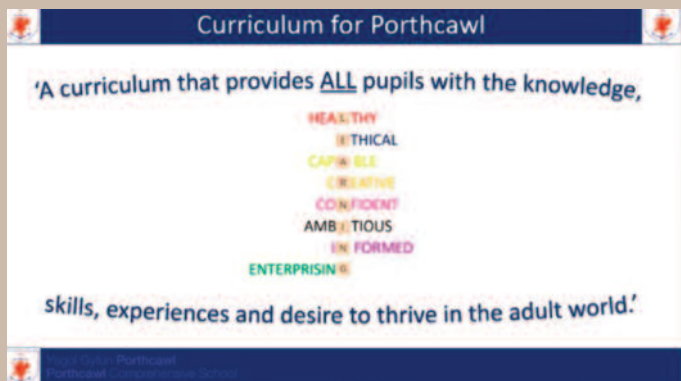 Curriculum for Porthcawl
'A curriculum that provides ALL pupils with the knowledge,
HEALTHY
ETHICAL
CAPABLE
CREATIVE
CONFIDENT
AMBITIOUS
INFORMED
ENTERPRISING
skills, experiences and desire to thrive in the adult world.'
Ysgol Gyfun Porthcawl
Porthcawl Comprehensive School